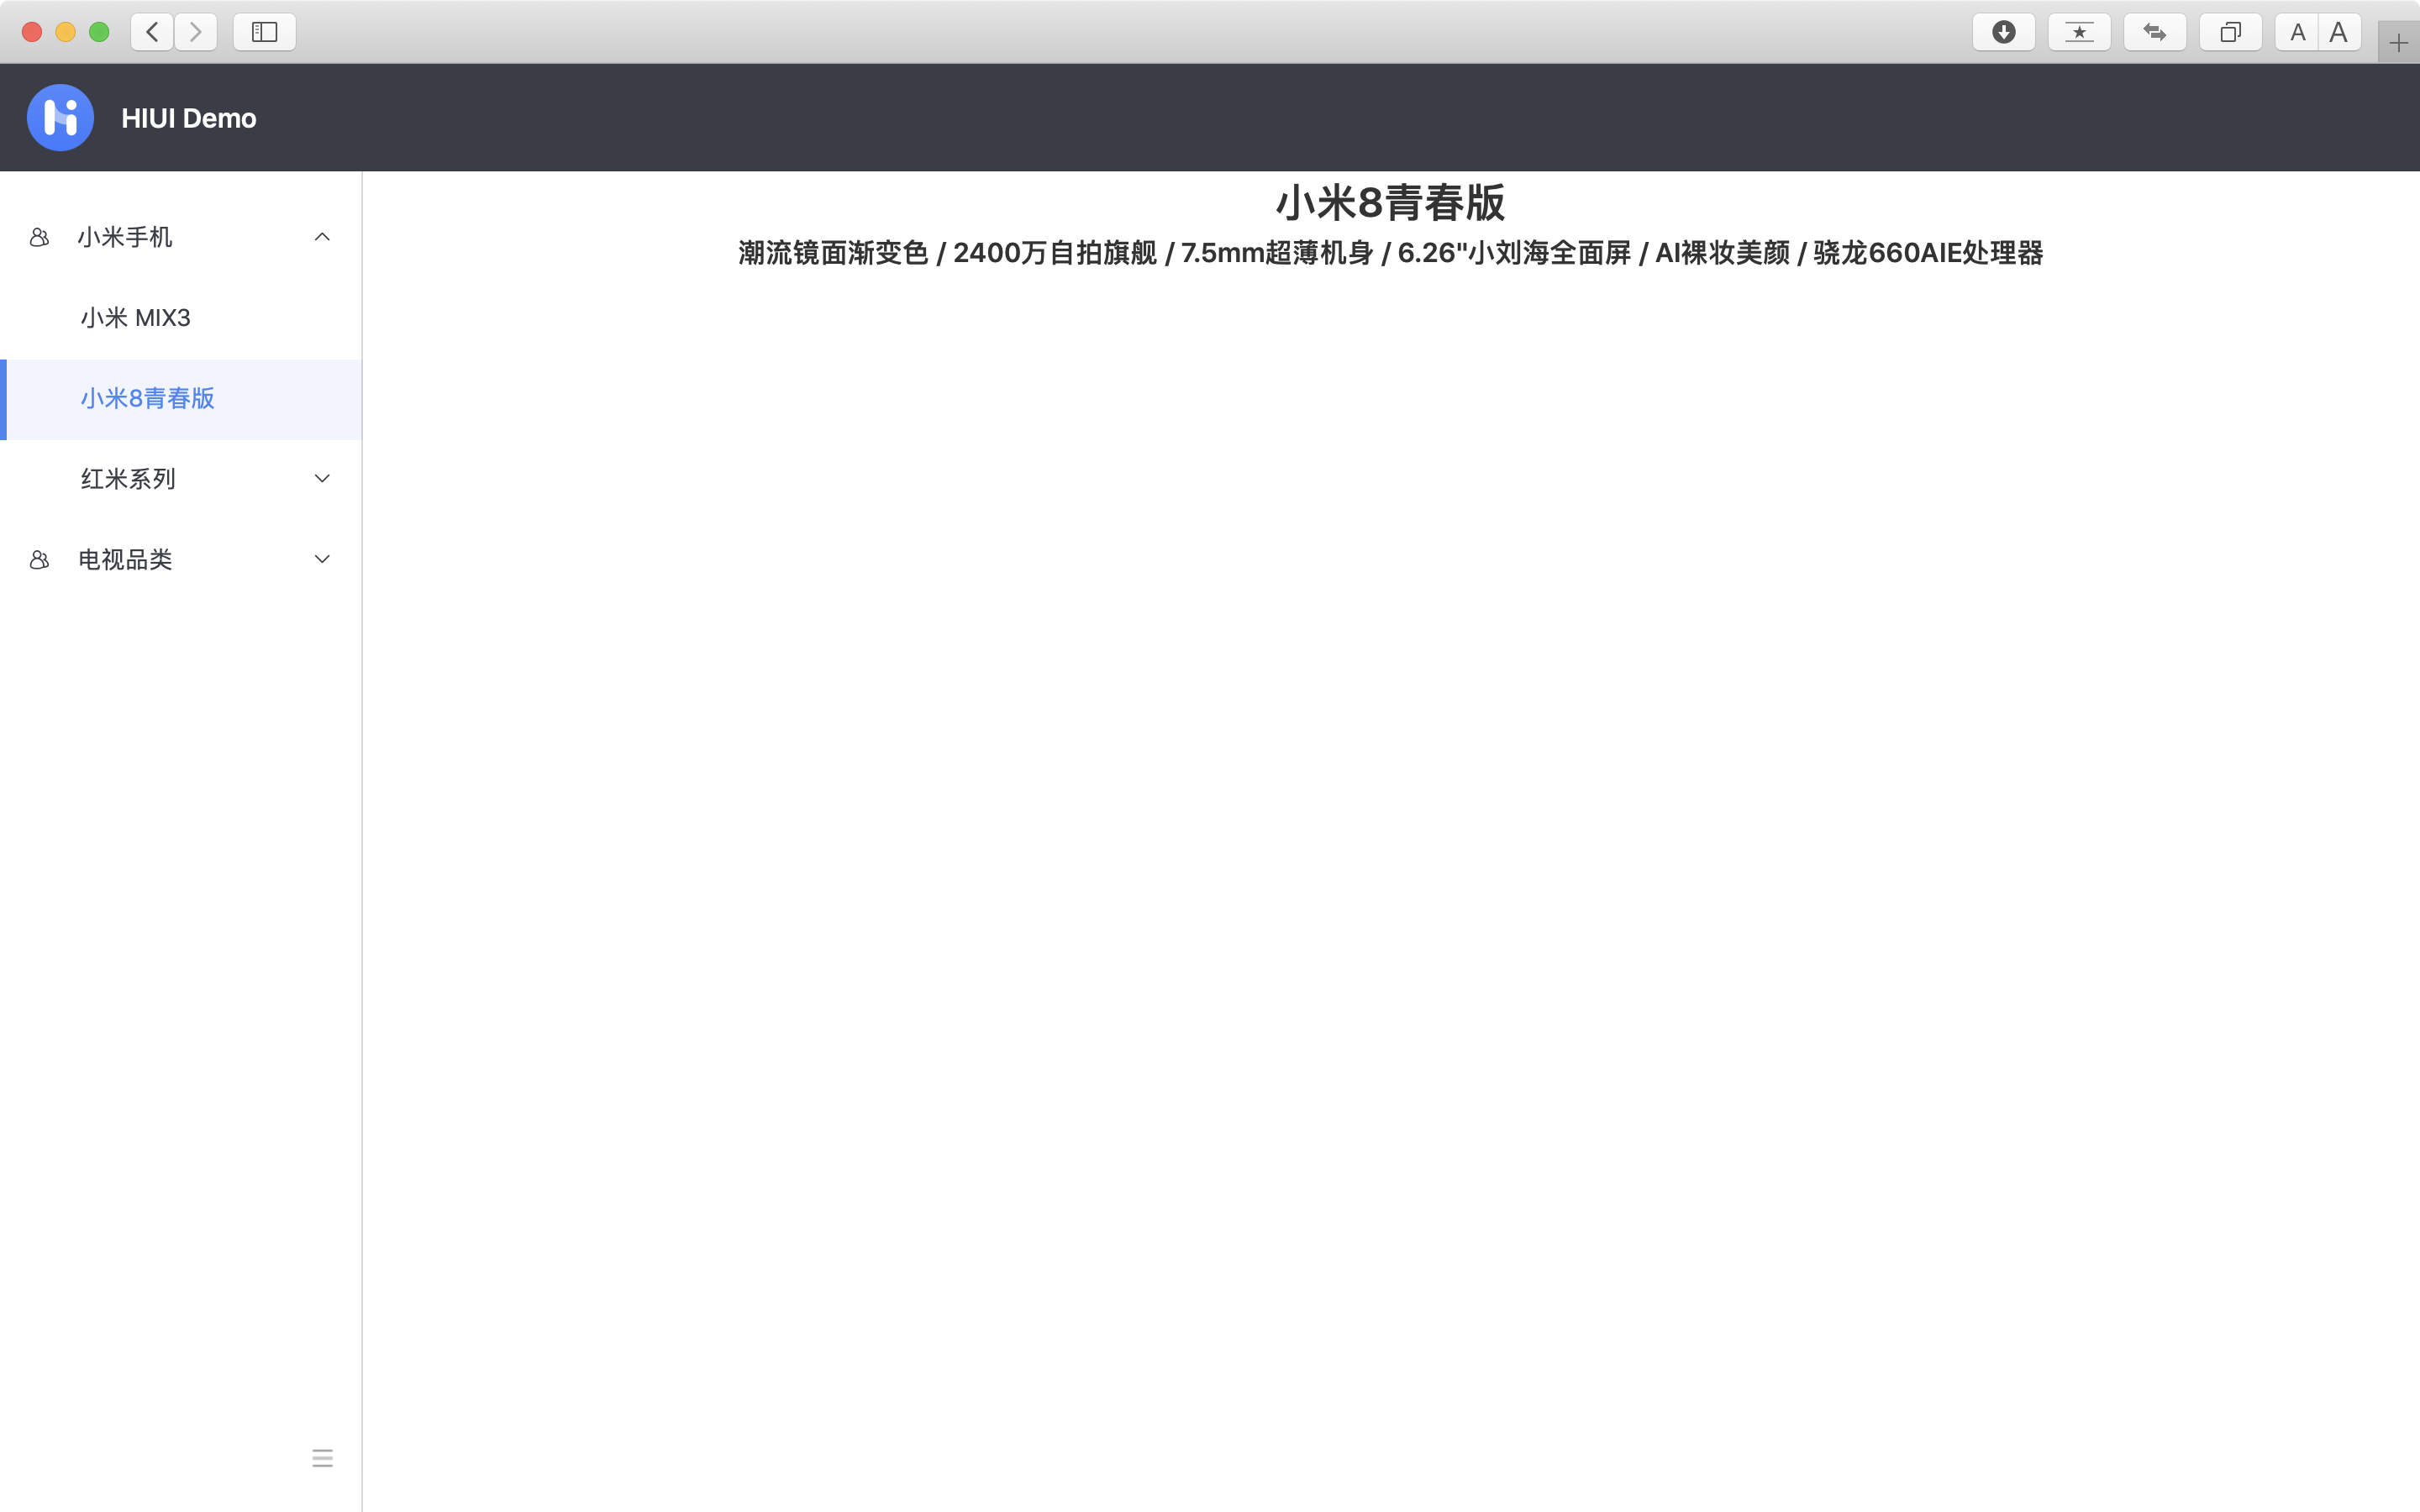 A A
HIUI Demo
小米手机
小米 MIX3
小米8青春版
红米系列
电视品类
小米8青春版
潮流镜面渐变色 / 2400万自拍旗舰 / 7.5mm超薄机身 / 6.26"小刘海全面屏 / AI裸妆美颜 / 骁龙660AIE处理器